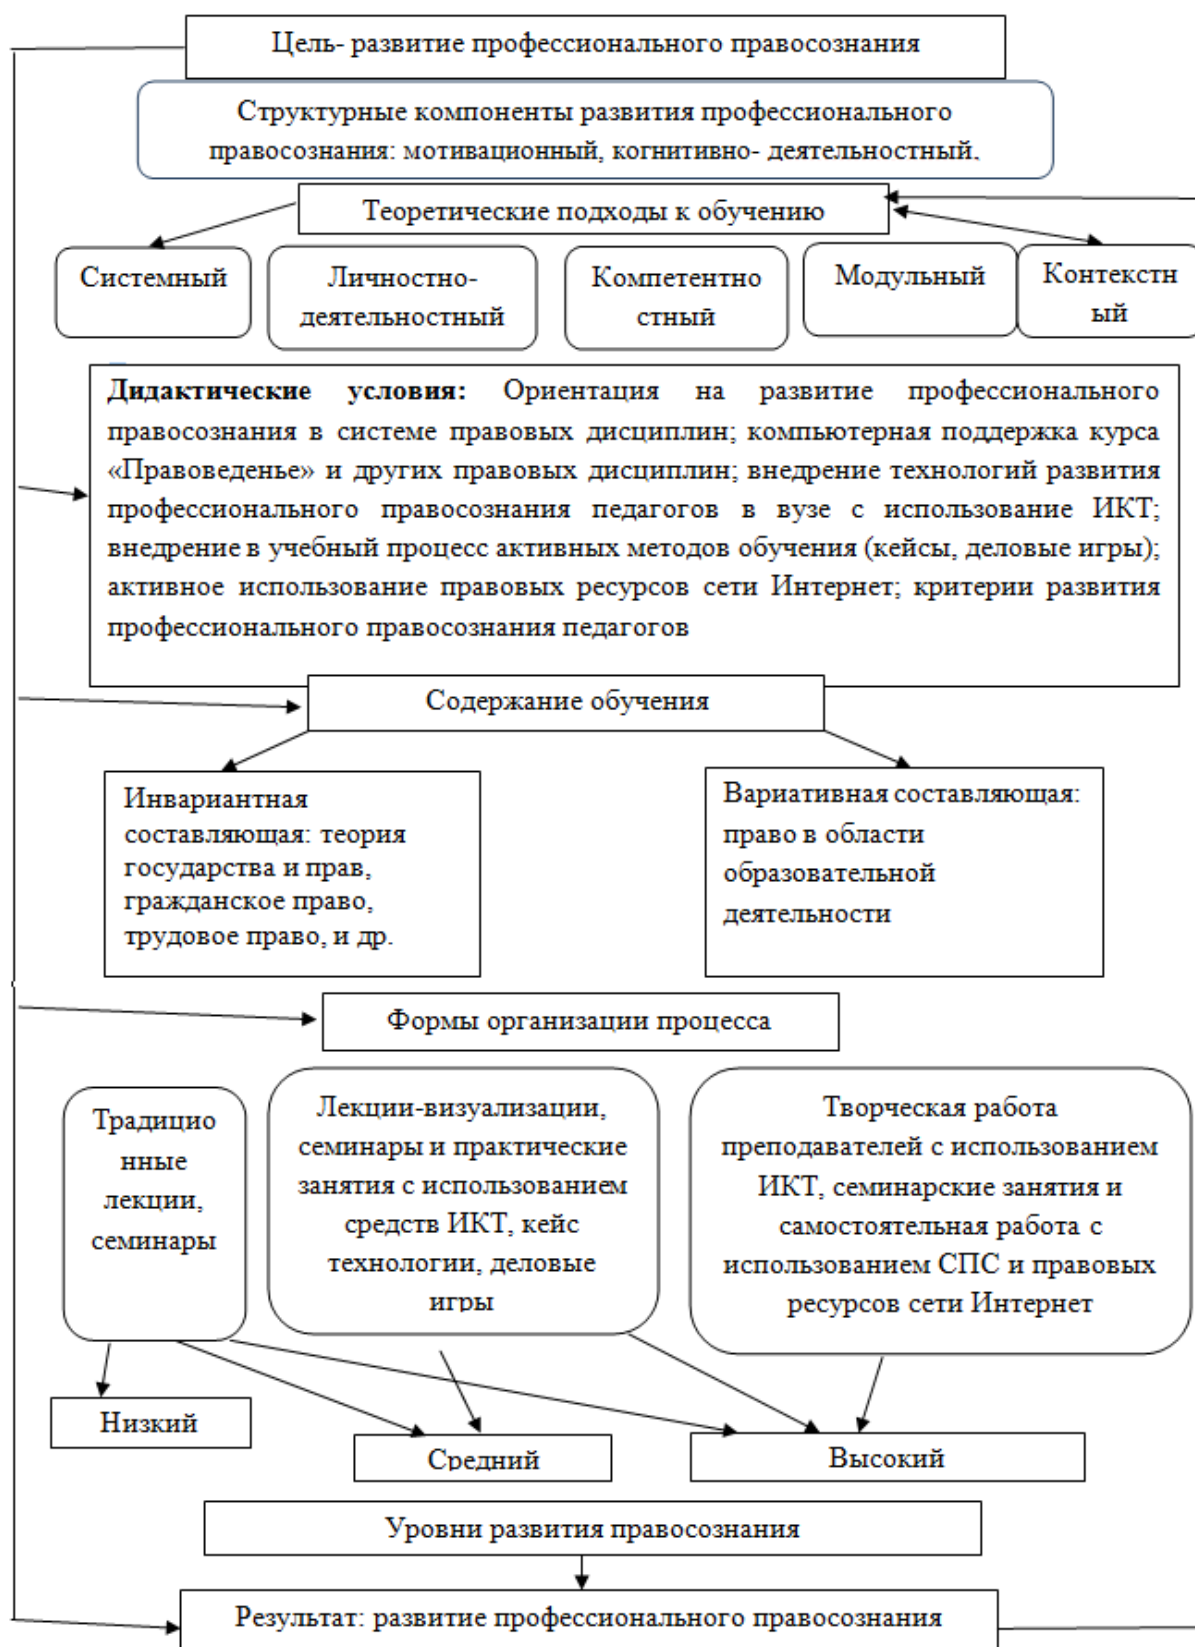 Цель- развитие профессионального правосознания
Структурные компоненты развития профессионального
правосознания: мотивационный, когнитивно- деятельностный.
Теоретические подходы к обучению
Системный
Личностно-
деятельностный
Компетентно
стный
Модульный
Контекстн
ый
Дидактические условия: Ориентация на развитие профессионального
правосознания в системе правовых дисциплин; компьютерная поддержка курса
«Правоведенье» и других правовых дисциплин; внедрение технологий развития
профессионального правосознания педагогов в вузе с использование ИКТ;
внедрение в учебный процесс активных методов обучения (кейсы, деловые игры);
активное использование правовых ресурсов сети Интернет; критерии развития
профессионального правосознания педагогов
Содержание обучения
Инвариантная
составляющая: теория
государства и прав,
гражданское право,
трудовое право, и др.
Вариативная составляющая:
право в области
образовательной
деятельности
Формы организации процесса
Традицио
нные
лекции,
семинары
Лекции-визуализации,
семинары и практические
занятия с использованием
средств ИКТ, кейс
технологии, деловые
игры
Творческая работа
преподавателей с использованием
ИКТ, семинарские занятия и
самостоятельная работа с
использованием СПС и правовых
ресурсов сети Интернет
Низкий
Средний
Высокий
Уровни развития правосознания
Результат: развитие профессионального правосознания